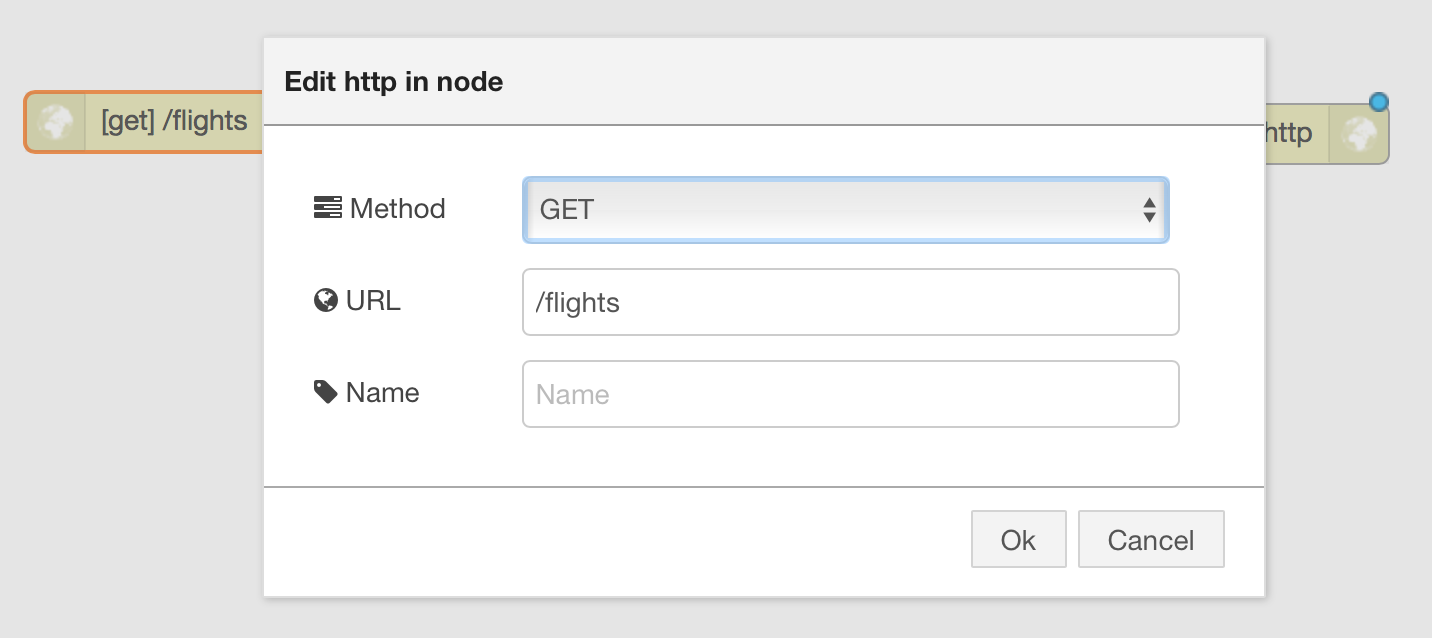 Edit http in node
[get] /flights
http
Method
GET
URL
/flights
Name
Name
Ok
Cancel